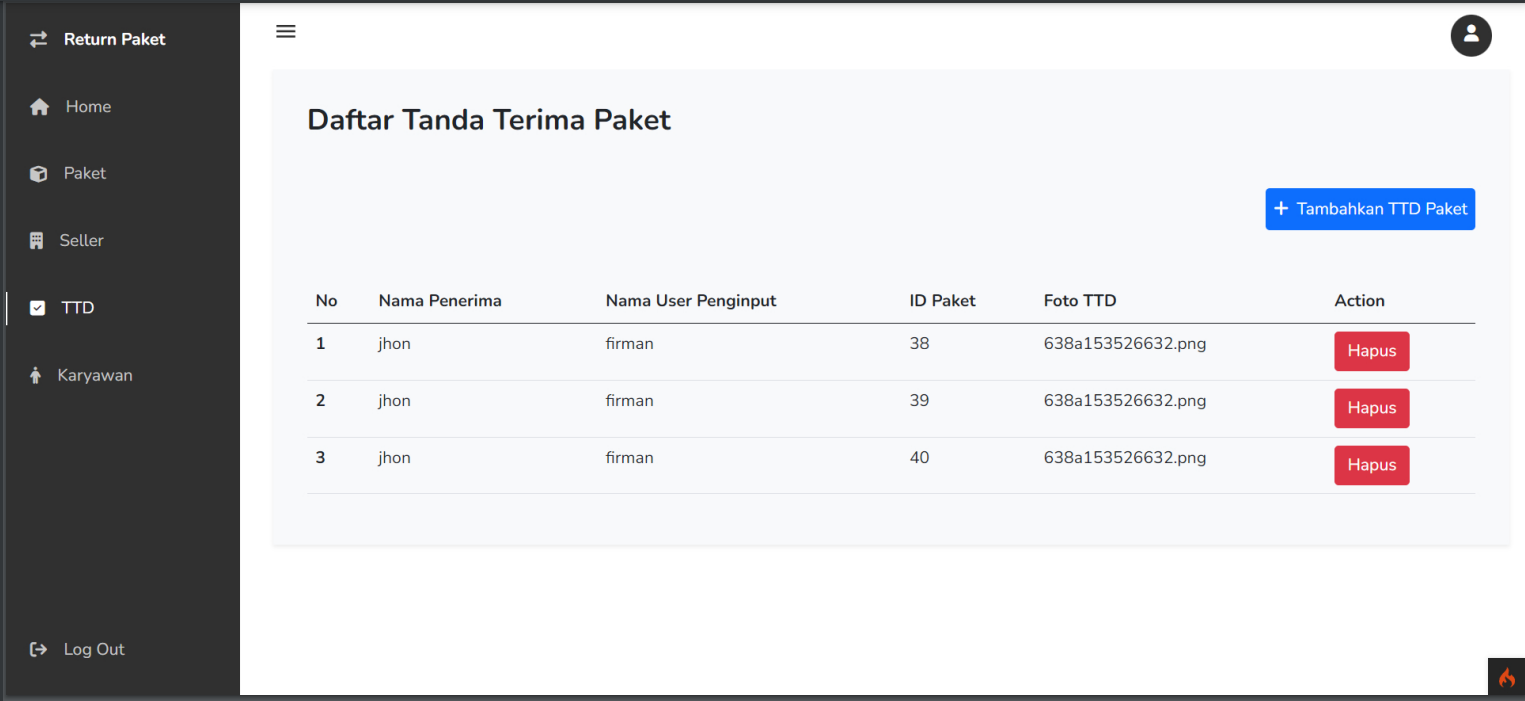 Return Paket
Home
Paket
Seller
TTD
Karyawan
Log Out
Daftar Tanda Terima Paket
+ Tambahkan TTD Paket
No Nama Penerima Nama User Penginput ID Paket Foto TTD Action
1 jhon firman 38 638a153526632.png Hapus
2 jhon firman 39 638a153526632.png Hapus
3 jhon firman 40 638a153526632.png Hapus